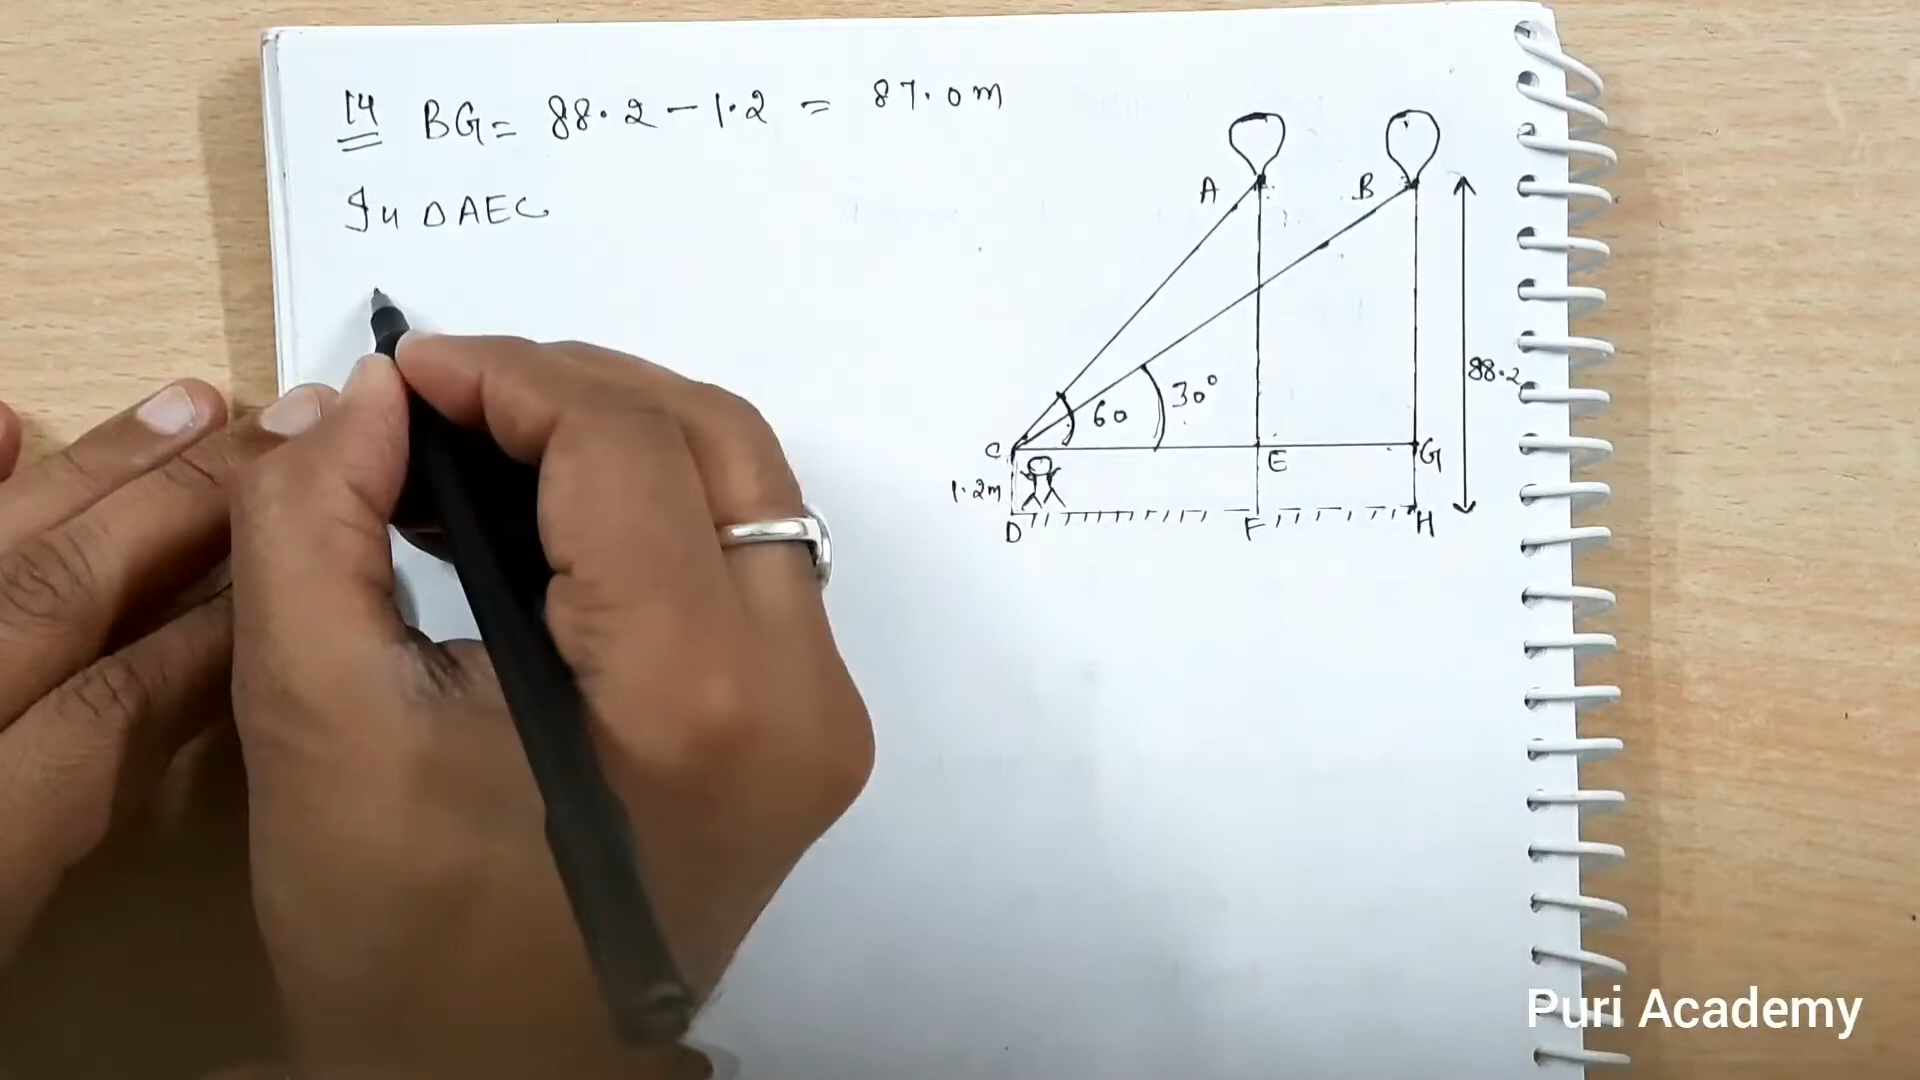 14 BG = 88.2 - 1.2 = 87.0m
In ΔAEC
A B
88.2
60 30°
C E G
1.2m
D F H
Puri Academy